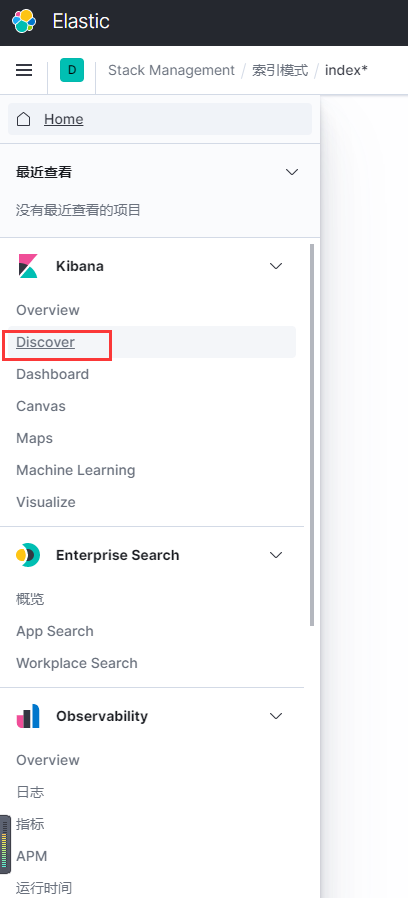 Elastic
D Stack Management / 索引模式 / index*
Home
最近查看
没有最近查看的项目
Kibana
Overview
Discover
Dashboard
Canvas
Maps
Machine Learning
Visualize
Enterprise Search
概览
App Search
Workplace Search
Observability
Overview
日志
指标
APM
运行时间